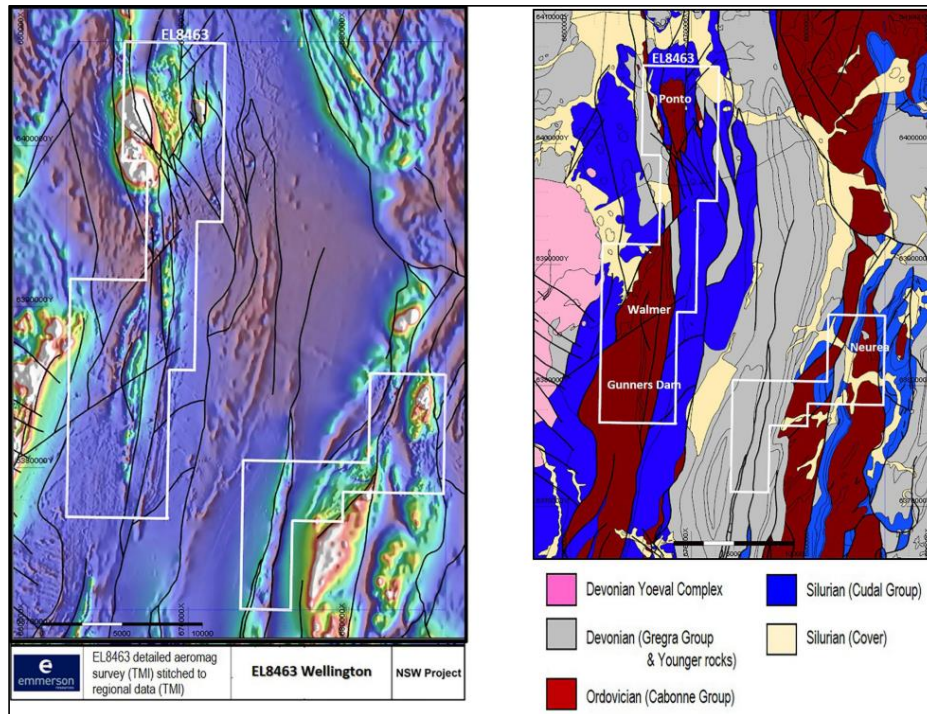 EL8463
6400000Y
6390000Y
5000
10000
emmerson
EL8463 detailed aeromag
survey (TMI) stitched to
regional data (TMI)
EL8463 Wellington
NSW Project
EL8463
Ponto
6400000Y
6390000Y
Walmer
Neurea
Gunners Dam
Devonian Yoeval Complex
Devonian (Gregra Group
& Younger rocks)
Ordovician (Cabonne Group)
Silurian (Cudal Group)
Silurian (Cover)